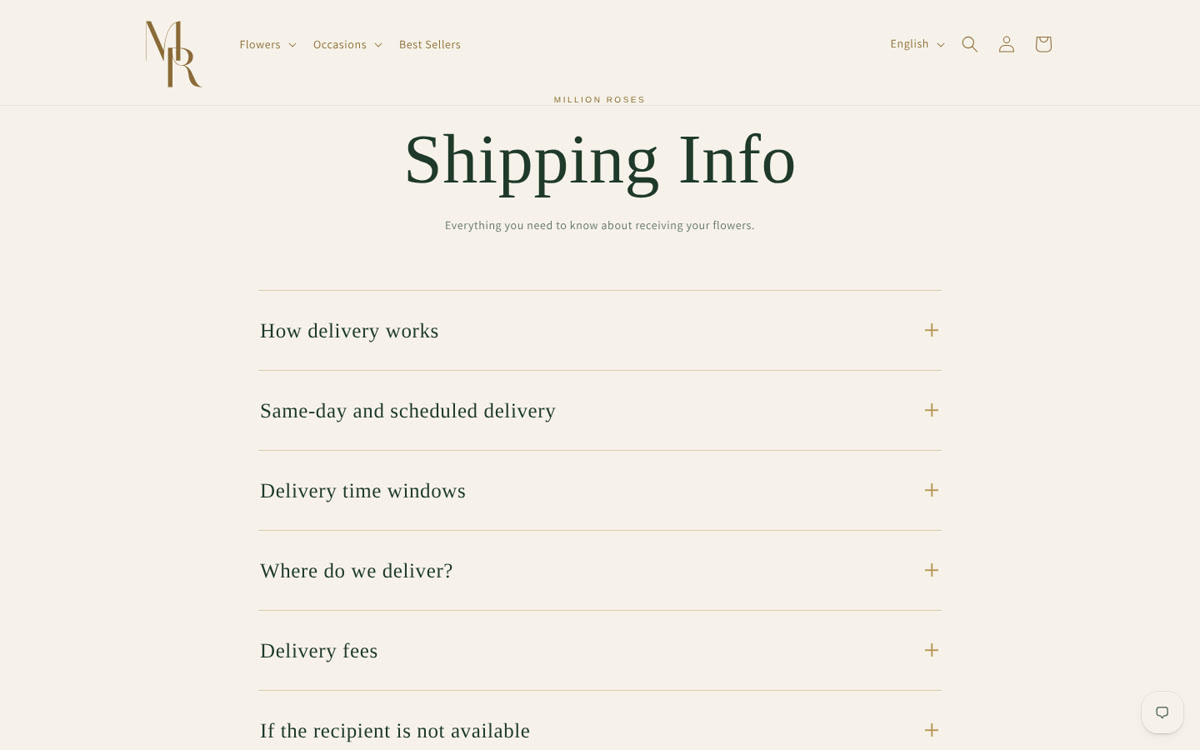 MR
Flowers
Occasions
Best Sellers
English
MILLION ROSES
Shipping Info
Everything you need to know about receiving your flowers.
How delivery works
Same-day and scheduled delivery
Delivery time windows
Where do we deliver?
Delivery fees
If the recipient is not available